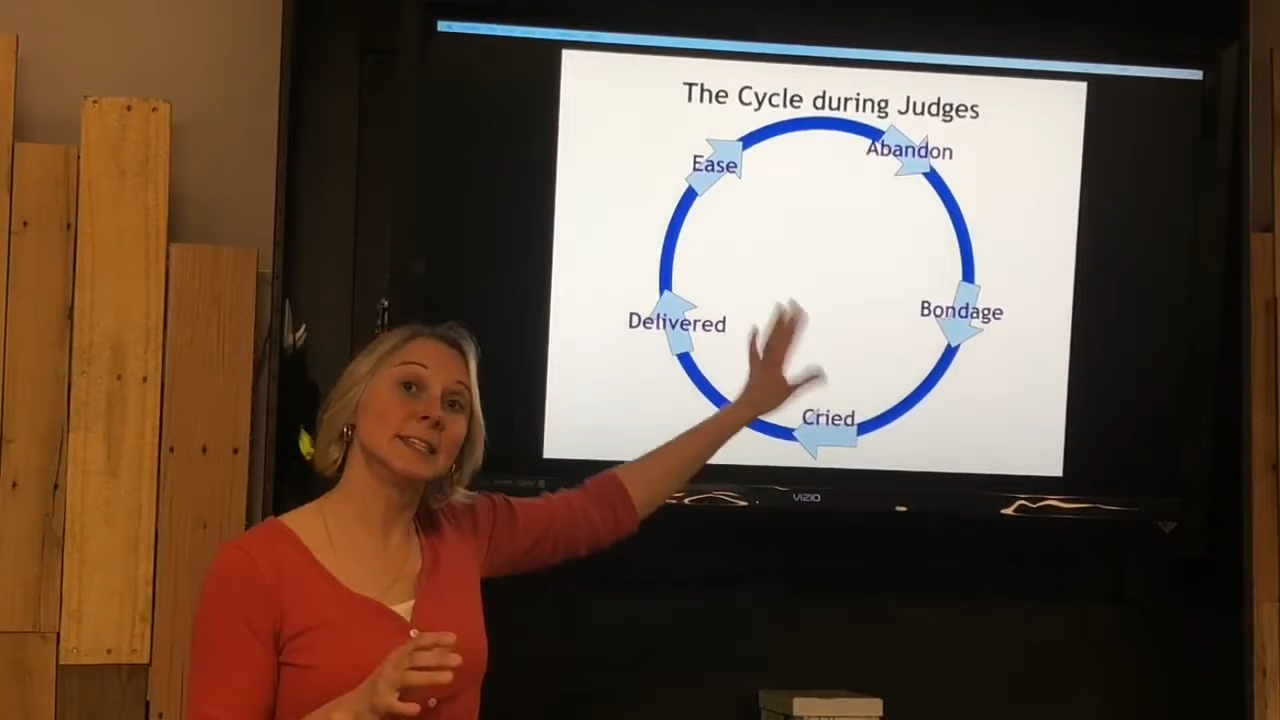 The Cycle during Judges
Ease
Abandon
Delivered
Bondage
Cried
VIZIO